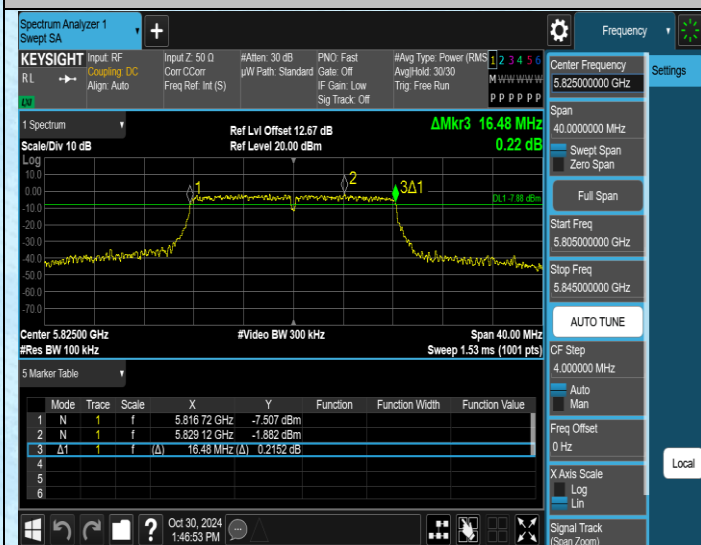 Spectrum Analyzer 1
Swept SA
+
Frequency
KEYSIGHT
RL
LXI
Input: RF
Coupling: DC
Align: Auto
Input Z: 50 Ω
Corr CCorr
Freq Ref: Int (S)
#Atten: 30 dB
µW Path: Standard
PNO: Fast
Gate: Off
IF Gain: Low
Sig Track: Off
#Avg Type: Power (RMS
Avg|Hold: 30/30
Trig: Free Run
1 2 3 4 5 6
M W W W W W
P P P P P P
1 Spectrum
Scale/Div 10 dB
Ref Lvl Offset 12.67 dB
Ref Level 20.00 dBm
ΔMkr3 16.48 MHz
0.22 dB
Log
10.0
0.00
-10.0
-20.0
-30.0
-40.0
-50.0
-60.0
-70.0
1
2
3Δ1
DL1 -7.88 dBm
Center 5.82500 GHz
#Video BW 300 kHz
Span 40.00 MHz
#Res BW 100 kHz
Sweep 1.53 ms (1001 pts)
5 Marker Table
Mode Trace Scale X Y Function Function Width Function Value
1 N 1 f 5.816 72 GHz -7.507 dBm
2 N 1 f 5.829 12 GHz -1.882 dBm
3 Δ1 1 f (Δ) 16.48 MHz (Δ) 0.2152 dB
4
5
6
?
Oct 30, 2024
1:46:53 PM
Center Frequency
5.825000000 GHz
Span
40.0000000 MHz
Swept Span
Zero Span
Full Span
Start Freq
5.805000000 GHz
Stop Freq
5.845000000 GHz
AUTO TUNE
CF Step
4.000000 MHz
Auto
Man
Freq Offset
0 Hz
X Axis Scale
Log
Lin
Signal Track
(Span Zoom)
Settings
Local